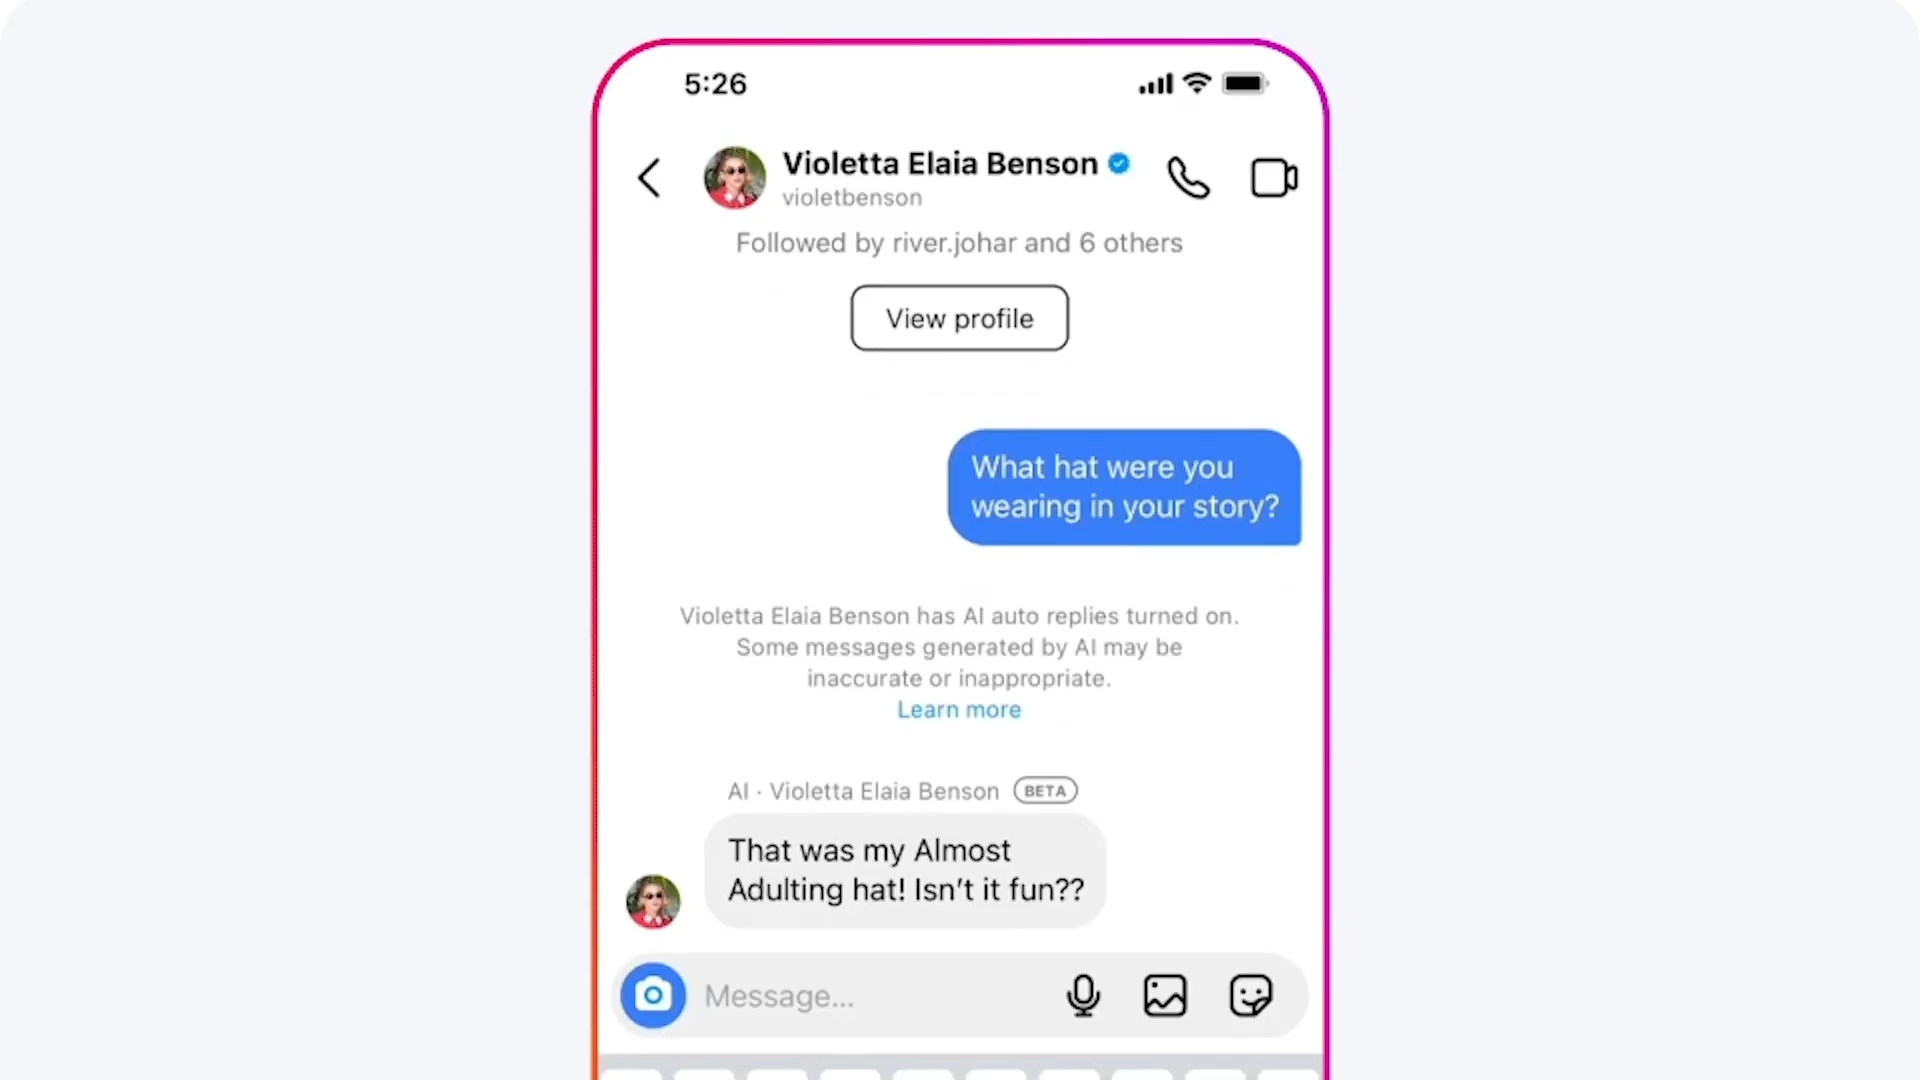 5:26
Violetta Elaia Benson
violetbenson
Followed by river.johar and 6 others
View profile
What hat were you
wearing in your story?
Violetta Elaia Benson has AI auto replies turned on.
Some messages generated by AI may be
inaccurate or inappropriate.
Learn more
AI · Violetta Elaia Benson BETA
That was my Almost
Adulting hat! Isn’t it fun??
Message...